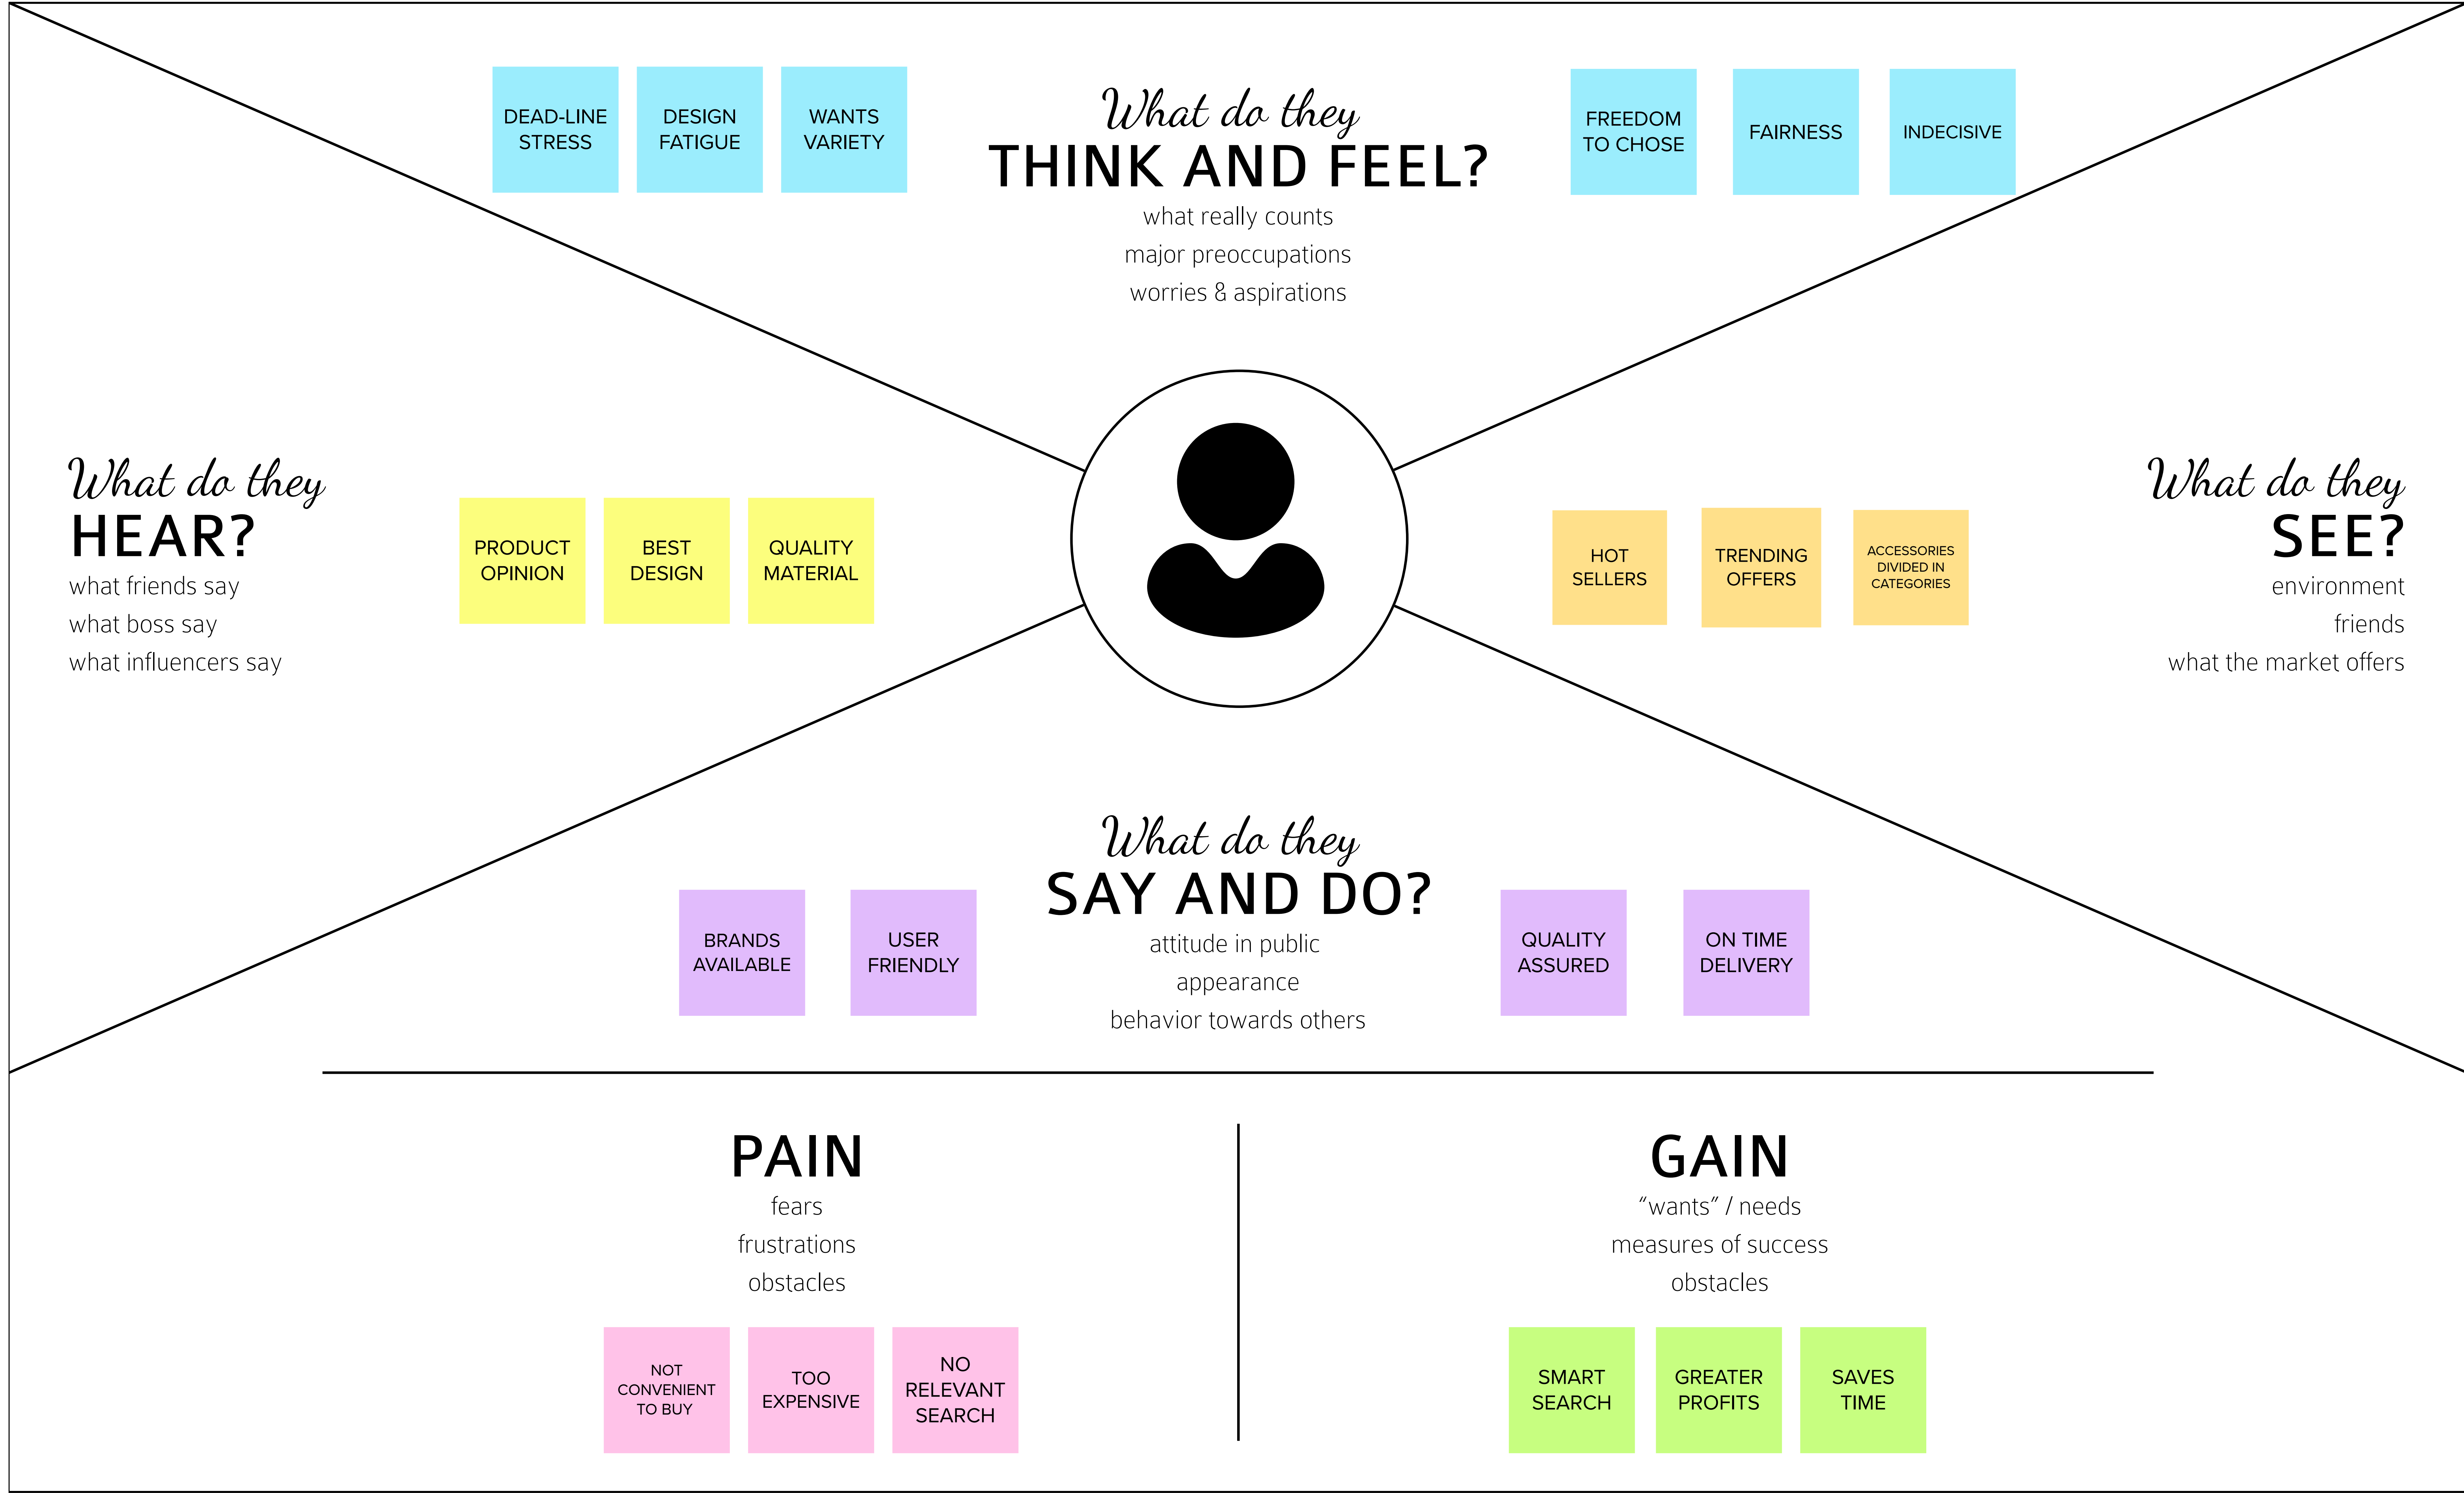 DEAD-LINE
STRESS
DESIGN
FATIGUE
WANTS
VARIETY
What do they
THINK AND FEEL?
what really counts
major preoccupations
worries & aspirations
FREEDOM
TO CHOSE
FAIRNESS
INDECISIVE
What do they
HEAR?
what friends say
what boss say
what influencers say
PRODUCT
OPINION
BEST
DESIGN
QUALITY
MATERIAL
HOT
SELLERS
TRENDING
OFFERS
ACCESSORIES
DIVIDED IN
CATEGORIES
What do they
SEE?
environment
friends
what the market offers
What do they
SAY AND DO?
attitude in public
appearance
behavior towards others
BRANDS
AVAILABLE
USER
FRIENDLY
QUALITY
ASSURED
ON TIME
DELIVERY
PAIN
fears
frustrations
obstacles
NOT
CONVENIENT
TO BUY
TOO
EXPENSIVE
NO
RELEVANT
SEARCH
GAIN
“wants” / needs
measures of success
obstacles
SMART
SEARCH
GREATER
PROFITS
SAVES
TIME